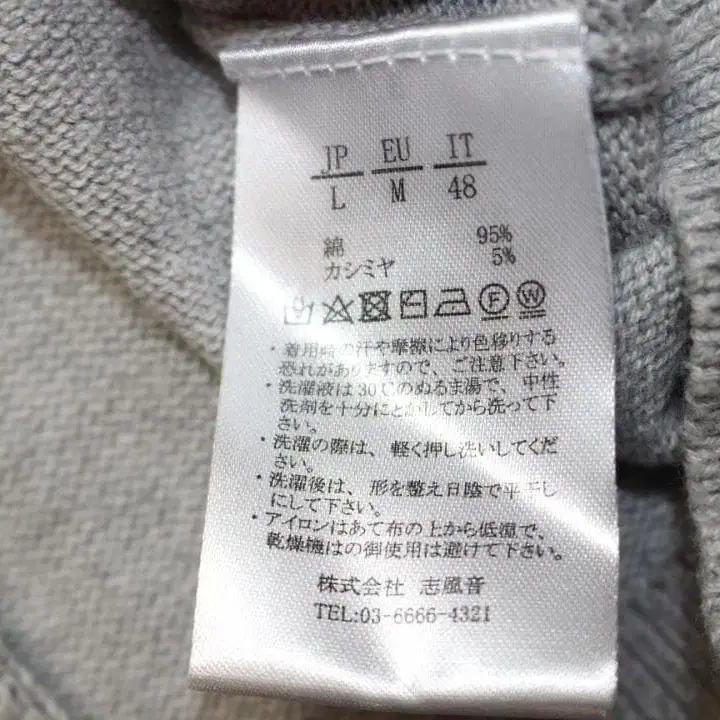 JP EU IT
L M 48
綿 95%
カシミヤ 5%
F W
・着用時の汗や摩擦により色移りする
恐れがありますので、ご注意下さい。
・洗濯液は30℃のぬるま湯で、中性
洗剤を十分にとかしてから洗って下
さい。
・洗濯の際は、軽く押し洗いしてくだ
さい。
・洗濯後は、形を整え日陰で平干し
にして下さい。
・アイロンはあて布の上から低温で、
乾燥機はの御使用は避けて下さい。
株式会社 志風音
TEL:03-6666-4321